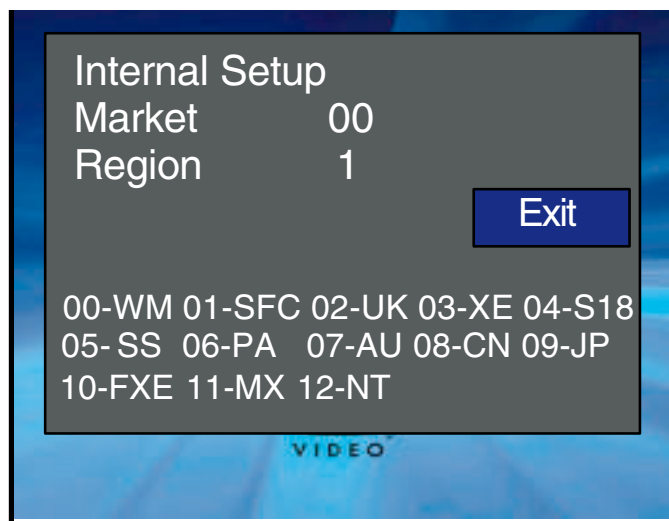 Internal Setup
Market 00
Region 1
Exit
00-WM 01-SFC 02-UK 03-XE 04-S18
05- SS 06-PA 07-AU 08-CN 09-JP
10-FXE 11-MX 12-NT
VIDEO